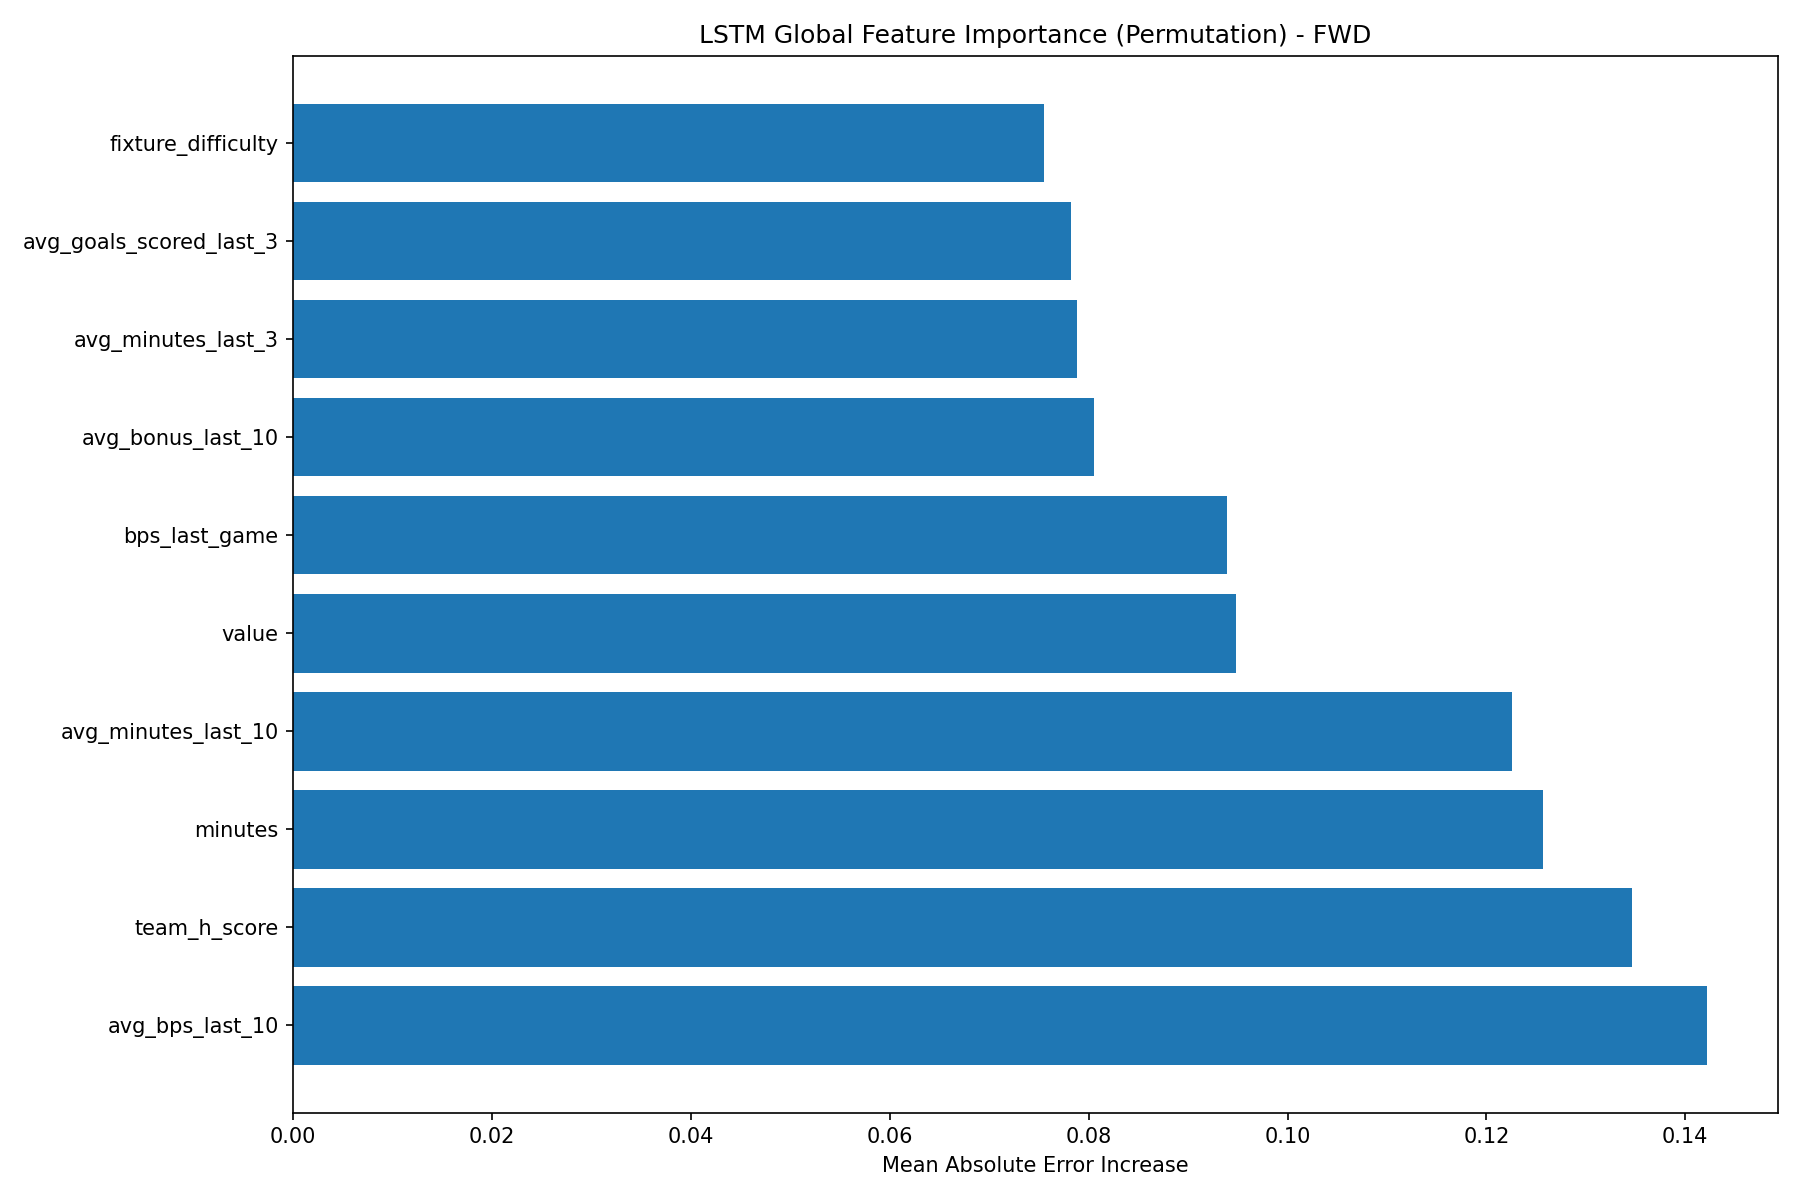 LSTM Global Feature Importance (Permutation) - FWD
fixture_difficulty
avg_goals_scored_last_3
avg_minutes_last_3
avg_bonus_last_10
bps_last_game
value
avg_minutes_last_10
minutes
team_h_score
avg_bps_last_10
0.00 0.02 0.04 0.06 0.08 0.10 0.12 0.14
Mean Absolute Error Increase